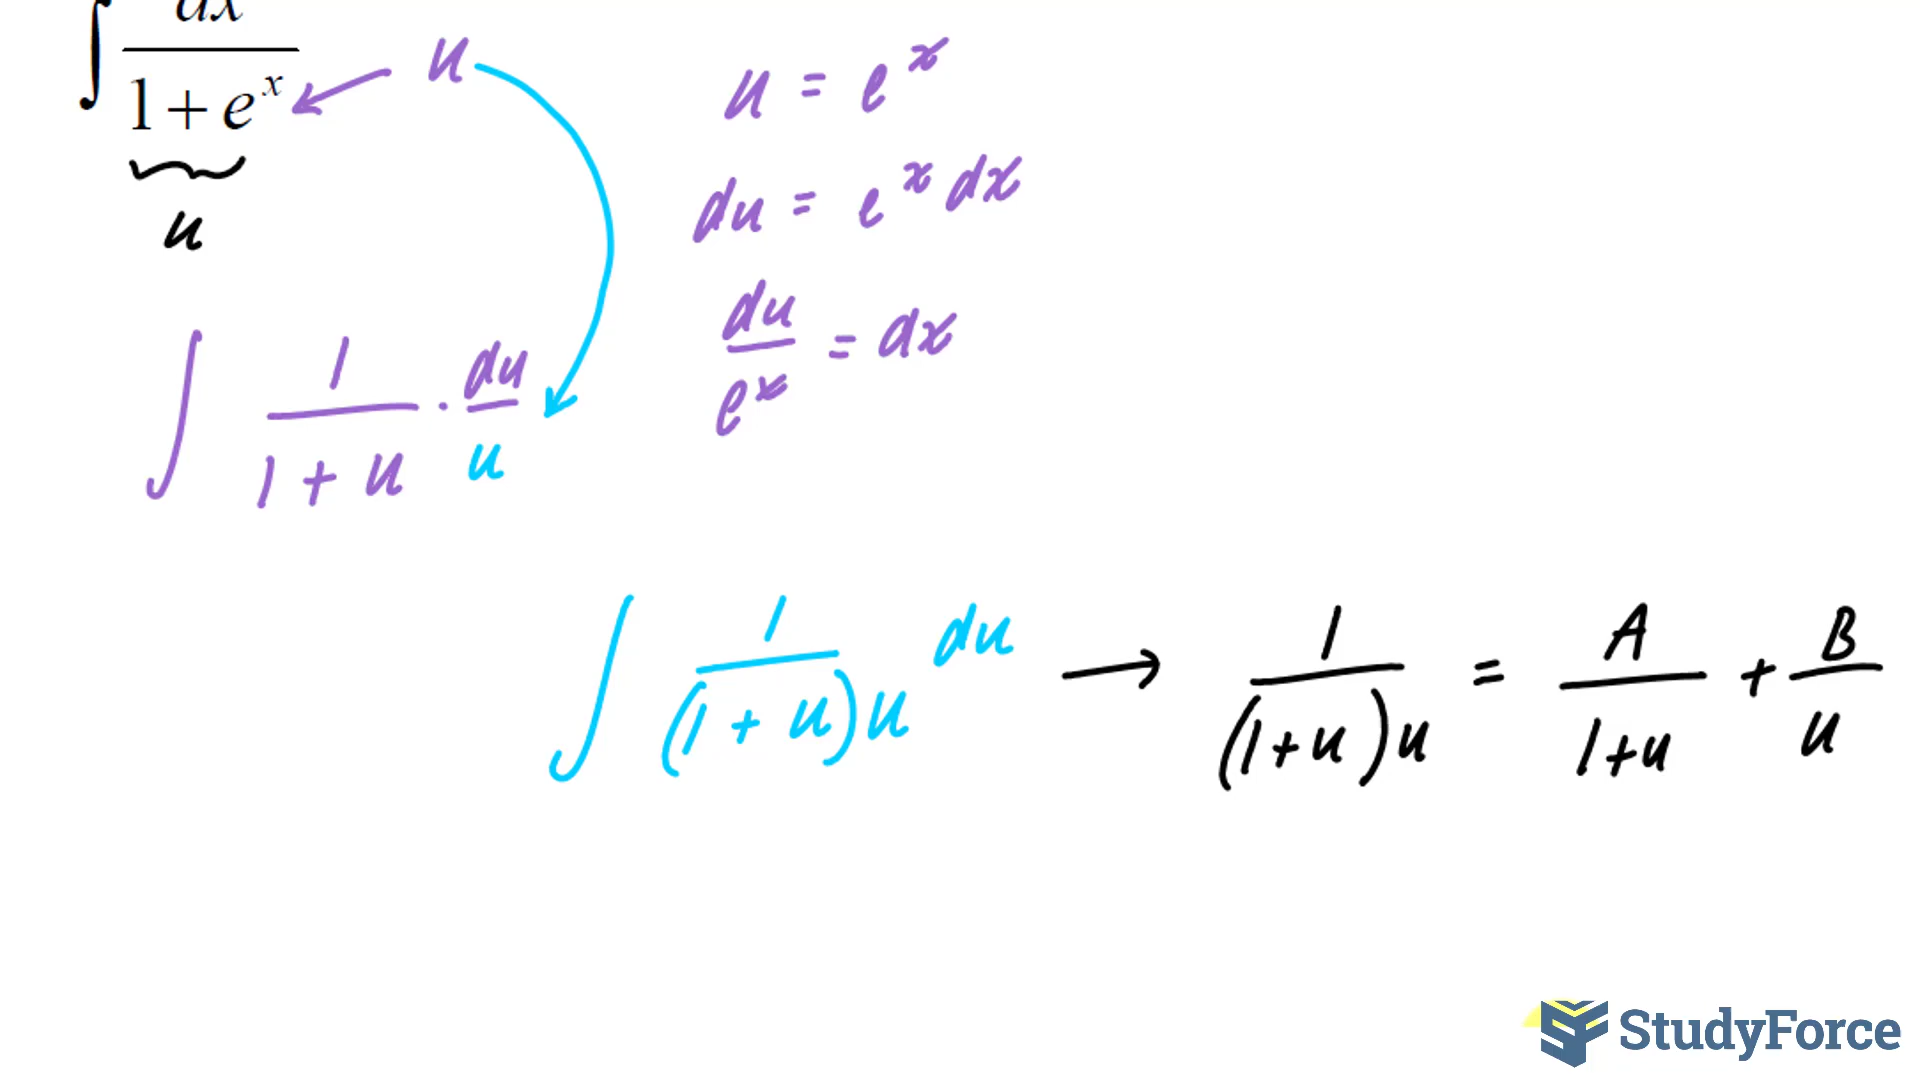 ∫ dx / (1 + e^x) ← u
u
u = e^x
du = e^x dx
du / e^x = dx
∫ 1 / (1 + u) · du / u
∫ 1 / ((1 + u)u) du → 1 / ((1+u)u) = A / (1+u) + B / u
StudyForce